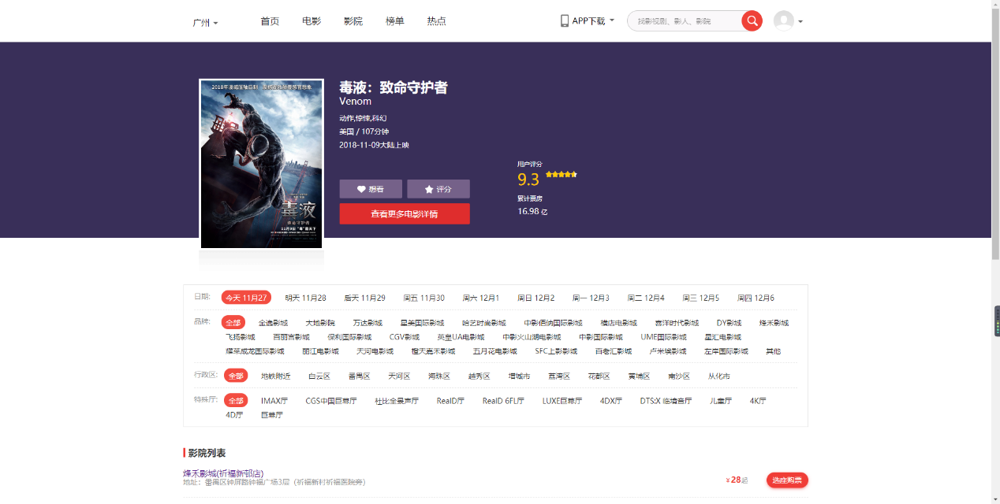 广州 首页 电影 影院 榜单 热点 APP下载 找影视剧、影人、影院
毒液：致命守护者
Venom
动作,惊悚,科幻
美国 / 107分钟
2018-11-09大陆上映
用户评分
9.3
想看 评分
累计票房
16.98 亿
查看更多电影详情
毒液
致命守护者
日期: 今天 11月27 明天 11月28 后天 11月29 周五 11月30 周六 12月1 周日 12月2 周一 12月3 周二 12月4 周三 12月5 周四 12月6
品牌: 全部 金逸影城 大地影院 万达影城 星美国际影城 哈艺时尚影城 中影佰纳国际影城 横店电影城 喜洋时代影城 DY影城 烽禾影城
飞扬影城 百丽宫影城 保利国际影城 CGV影城 英皇UA电影城 中影火山湖电影城 中影国际影城 UME国际影城 星汇电影城
耀莱成龙国际影城 丽江电影城 天河电影城 橙天嘉禾影城 五月花电影城 SFC上影影城 百老汇影城 卢米埃影城 左岸国际影城 其他
行政区: 全部 地铁附近 白云区 番禺区 天河区 海珠区 越秀区 增城市 荔湾区 花都区 黄埔区 南沙区 从化市
特殊厅: 全部 IMAX厅 CGS中国巨幕厅 杜比全景声厅 RealD厅 RealD 6FL厅 LUXE巨幕厅 4DX厅 DTS:X 临境音厅 儿童厅 4K厅
4D厅 巨幕厅
影院列表
烽禾影城(祈福新邨店)
地址：番禺区钟屏路钟福广场3层（祈福新村祈福医院旁）
¥28起 选座购票